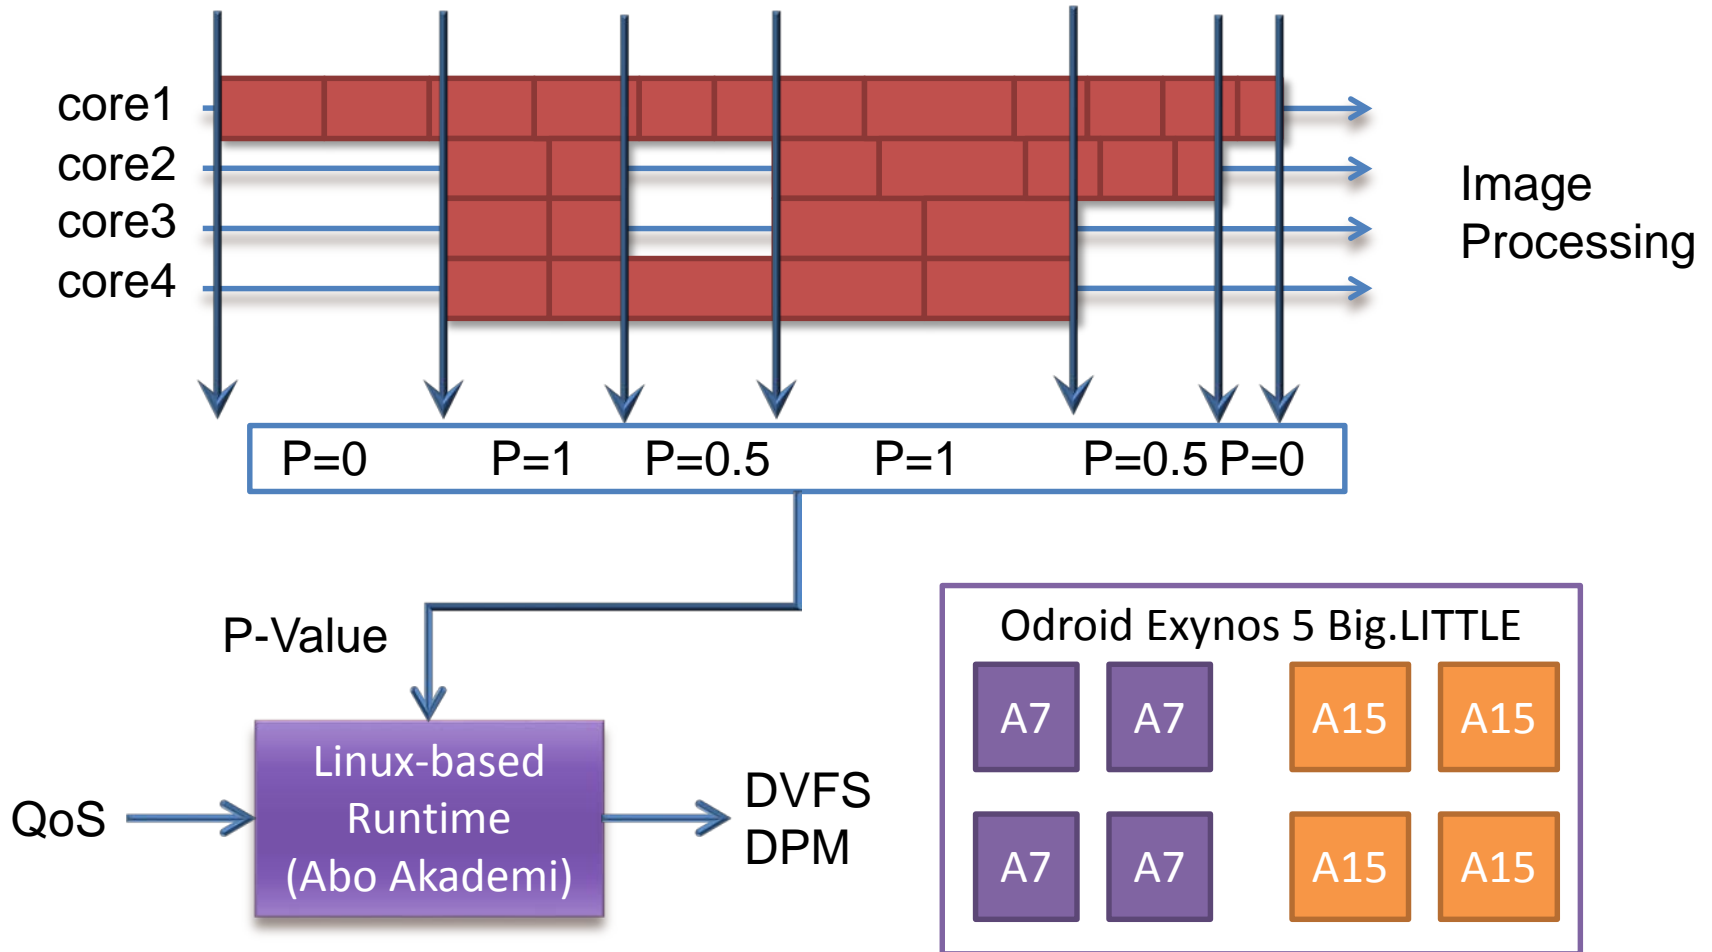 core1
core2
core3
core4
Image
Processing
P=0 P=1 P=0.5 P=1 P=0.5 P=0
P-Value
QoS
Linux-based
Runtime
(Abo Akademi)
DVFS
DPM
Odroid Exynos 5 Big.LITTLE
A7 A7 A15 A15
A7 A7 A15 A15